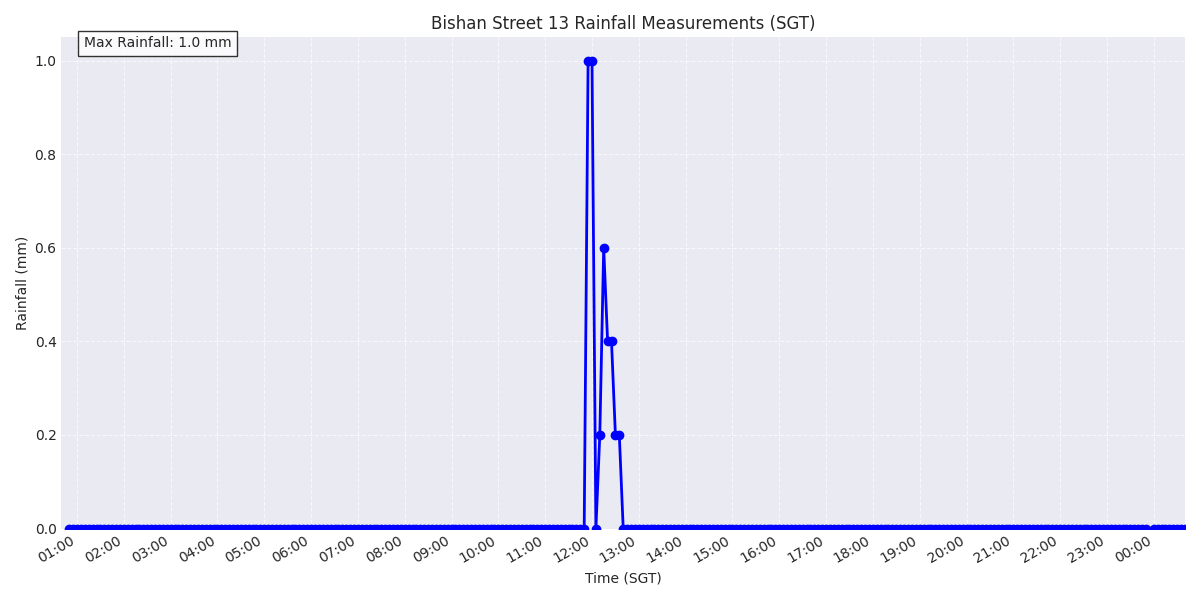 Bishan Street 13 Rainfall Measurements (SGT)
Max Rainfall: 1.0 mm
1.0
0.8
0.6
0.4
0.2
0.0
Rainfall (mm)
01:00 02:00 03:00 04:00 05:00 06:00 07:00 08:00 09:00 10:00 11:00 12:00 13:00 14:00 15:00 16:00 17:00 18:00 19:00 20:00 21:00 22:00 23:00 00:00
Time (SGT)